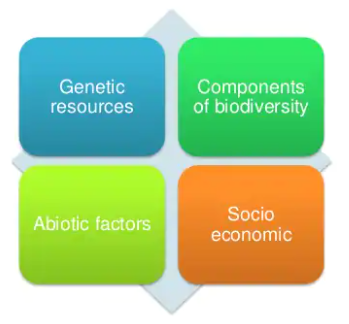 Genetic
resources
Components
of biodiversity
Abiotic factors
Socio
economic